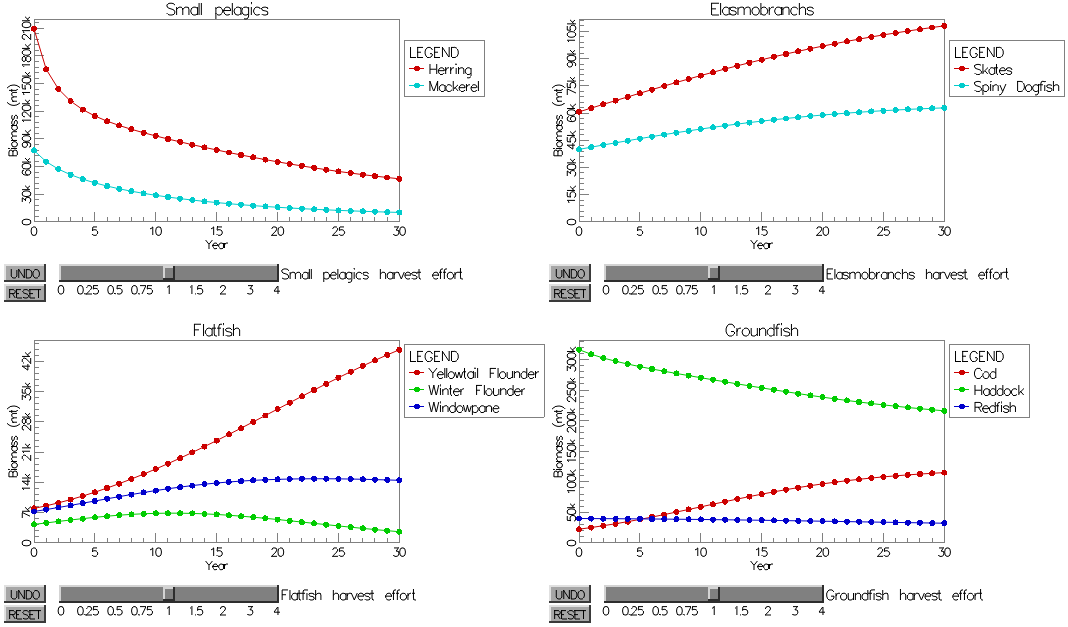 Small pelagics
Biomass (mt)
210k
180k
150k
120k
90k
60k
30k
0
0 5 10 15 20 25 30
Year
LEGEND
Herring
Mackerel
UNDO
RESET
0 0.25 0.5 0.75 1 1.5 2 3 4
Small pelagics harvest effort
Elasmobranchs
Biomass (mt)
105k
90k
75k
60k
45k
30k
15k
0
0 5 10 15 20 25 30
Year
LEGEND
Skates
Spiny Dogfish
UNDO
RESET
0 0.25 0.5 0.75 1 1.5 2 3 4
Elasmobranchs harvest effort
Flatfish
Biomass (mt)
42k
35k
28k
21k
14k
7k
0
0 5 10 15 20 25 30
Year
LEGEND
Yellowtail Flounder
Winter Flounder
Windowpane
UNDO
RESET
0 0.25 0.5 0.75 1 1.5 2 3 4
Flatfish harvest effort
Groundfish
Biomass (mt)
300k
250k
200k
150k
100k
50k
0
0 5 10 15 20 25 30
Year
LEGEND
Cod
Haddock
Redfish
UNDO
RESET
0 0.25 0.5 0.75 1 1.5 2 3 4
Groundfish harvest effort